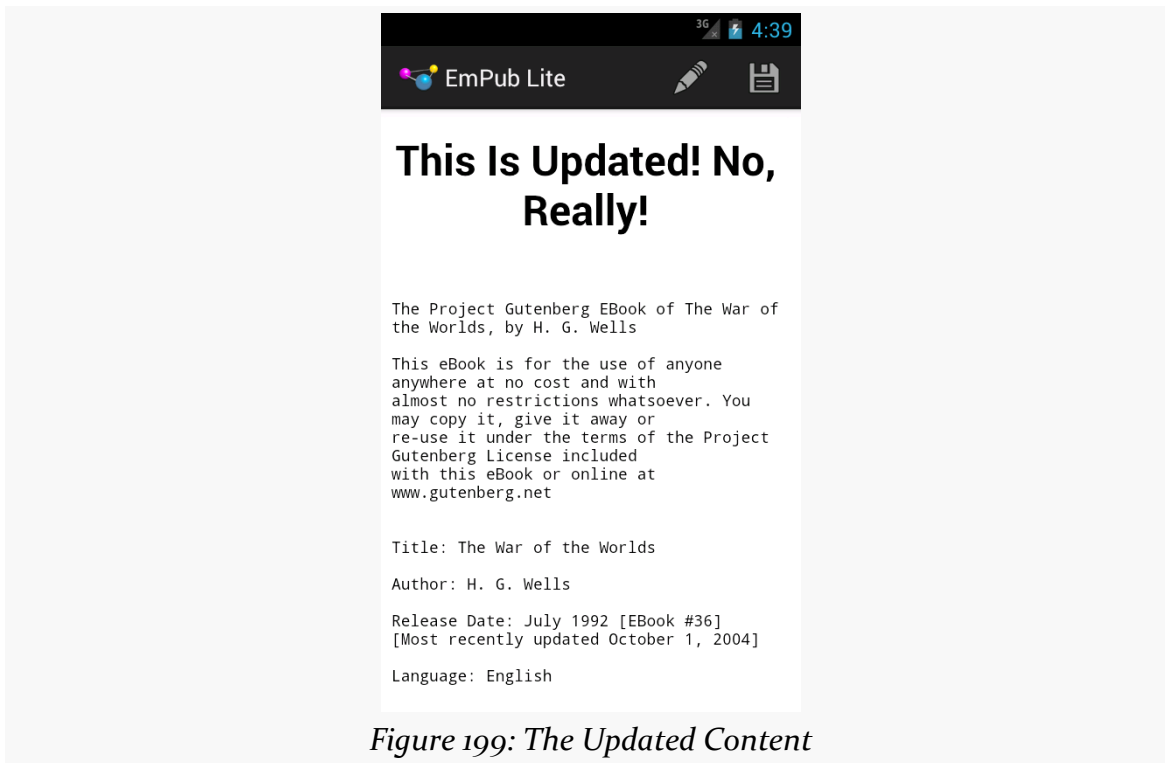 3G 4:39
EmPub Lite
This Is Updated! No,
Really!
The Project Gutenberg EBook of The War of
the Worlds, by H. G. Wells
This eBook is for the use of anyone
anywhere at no cost and with
almost no restrictions whatsoever. You
may copy it, give it away or
re-use it under the terms of the Project
Gutenberg License included
with this eBook or online at
www.gutenberg.net
Title: The War of the Worlds
Author: H. G. Wells
Release Date: July 1992 [EBook #36]
[Most recently updated October 1, 2004]
Language: English
Figure 199: The Updated Content